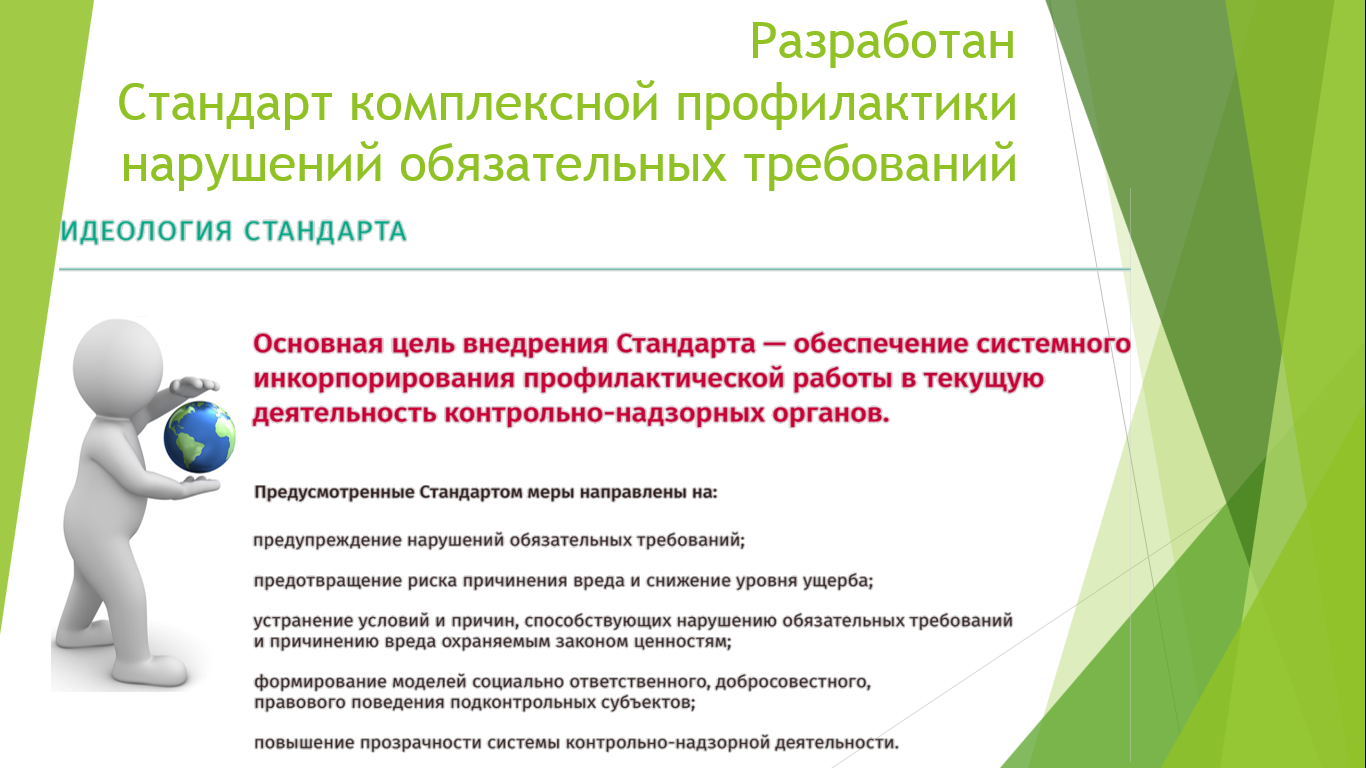 Разработан
Стандарт комплексной профилактики
нарушений обязательных требований
ИДЕОЛОГИЯ СТАНДАРТА
Основная цель внедрения Стандарта — обеспечение системного
инкорпорирования профилактической работы в текущую
деятельность контрольно-надзорных органов.
Предусмотренные Стандартом меры направлены на:
предупреждение нарушений обязательных требований;
предотвращение риска причинения вреда и снижение уровня ущерба;
устранение условий и причин, способствующих нарушению обязательных требований
и причинению вреда охраняемым законом ценностям;
формирование моделей социально ответственного, добросовестного,
правового поведения подконтрольных субъектов;
повышение прозрачности системы контрольно-надзорной деятельности.